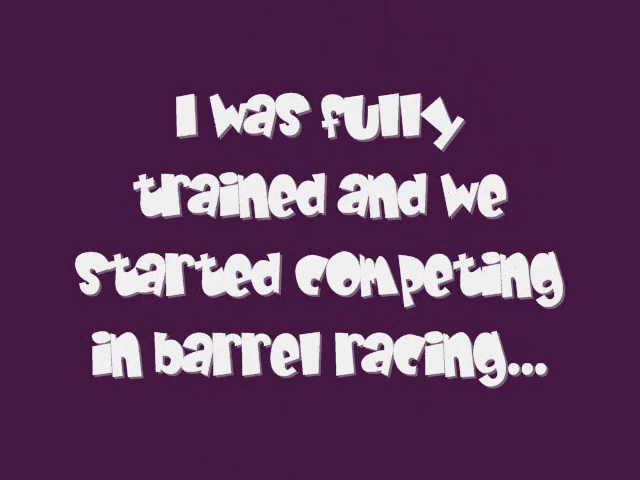 I was fully
trained and we
started competing
in barrel racing...